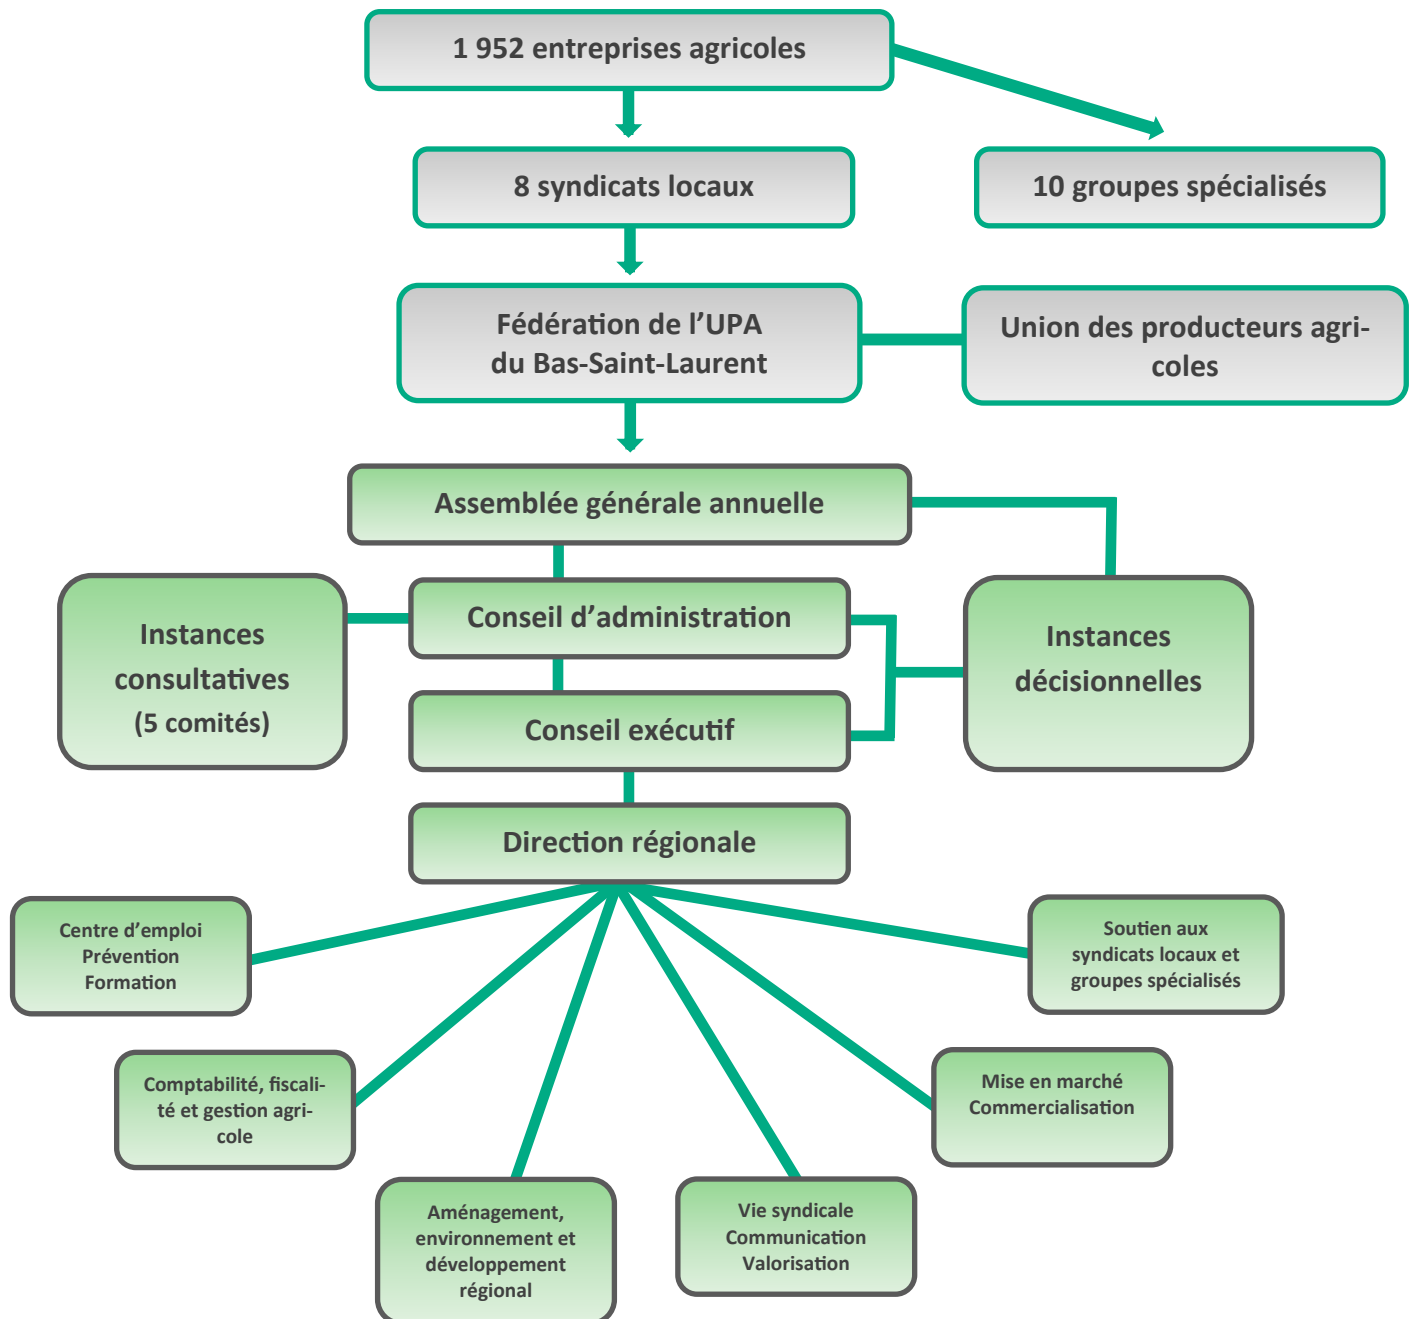 1 952 entreprises agricoles
8 syndicats locaux
10 groupes spécialisés
Fédération de l’UPA
du Bas-Saint-Laurent
Union des producteurs agri-
coles
Assemblée générale annuelle
Instances
consultatives
(5 comités)
Conseil d’administration
Instances
décisionnelles
Conseil exécutif
Direction régionale
Centre d’emploi
Prévention
Formation
Soutien aux
syndicats locaux et
groupes spécialisés
Comptabilité, fiscali-
té et gestion agri-
cole
Mise en marché
Commercialisation
Aménagement,
environnement et
développement
régional
Vie syndicale
Communication
Valorisation